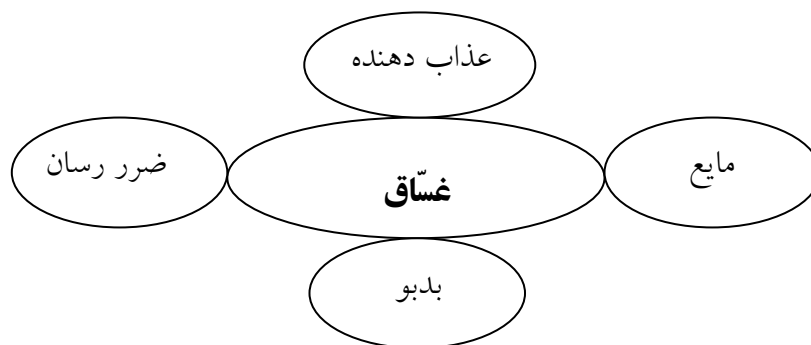 عذاب دهنده
مایع
غسّاق
ضرر رسان
بدبو